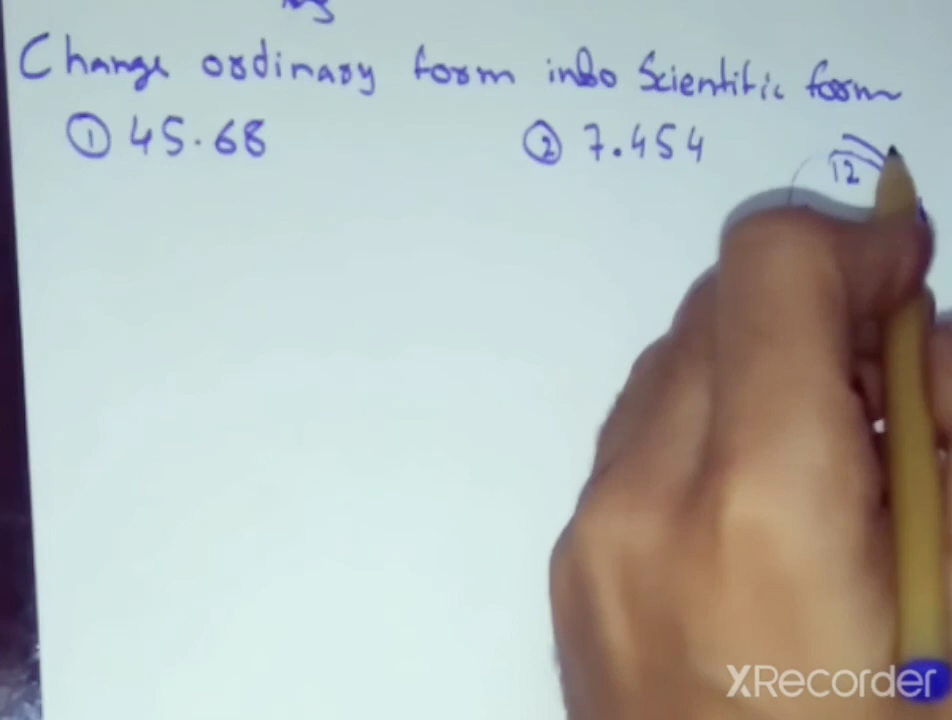 Change ordinary form into Scientific form
① 45.68 ② 7.454
12
XRecorder